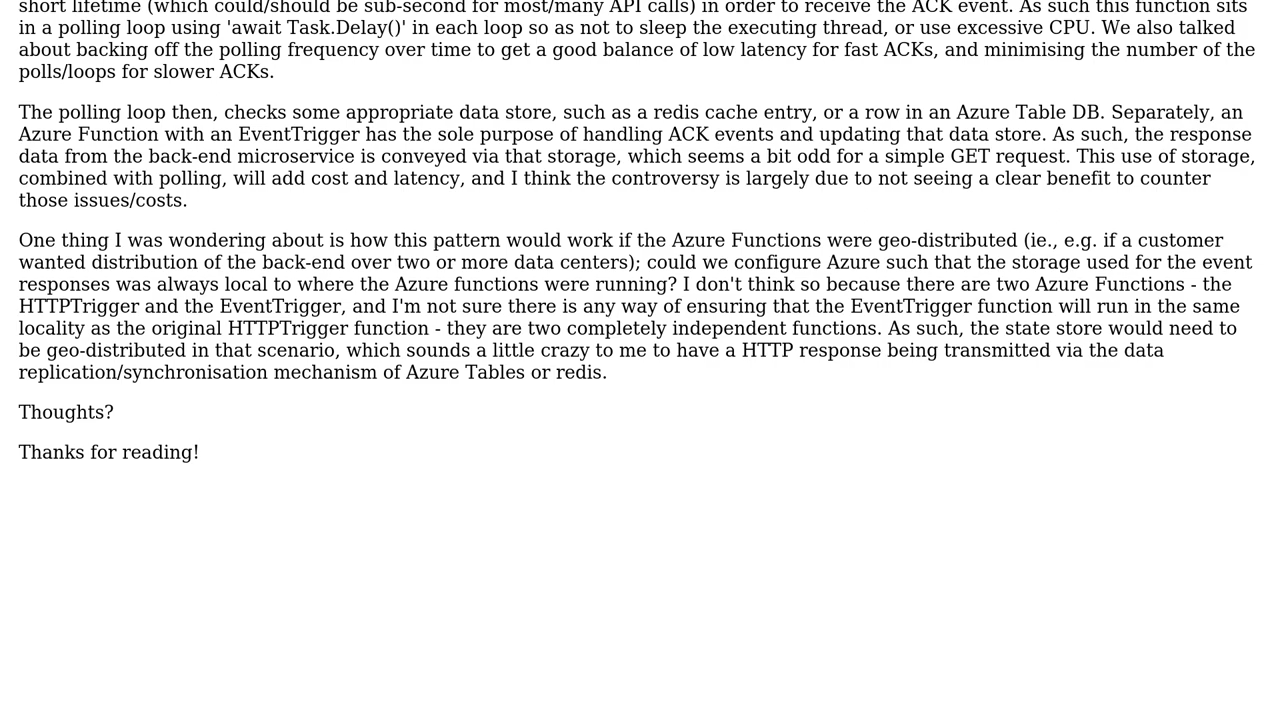 short lifetime (which could/should be sub-second for most/many API calls) in order to receive the ACK event. As such this function sits
in a polling loop using 'await Task.Delay()' in each loop so as not to sleep the executing thread, or use excessive CPU. We also talked
about backing off the polling frequency over time to get a good balance of low latency for fast ACKs, and minimising the number of the
polls/loops for slower ACKs.
The polling loop then, checks some appropriate data store, such as a redis cache entry, or a row in an Azure Table DB. Separately, an
Azure Function with an EventTrigger has the sole purpose of handling ACK events and updating that data store. As such, the response
data from the back-end microservice is conveyed via that storage, which seems a bit odd for a simple GET request. This use of storage,
combined with polling, will add cost and latency, and I think the controversy is largely due to not seeing a clear benefit to counter
those issues/costs.
One thing I was wondering about is how this pattern would work if the Azure Functions were geo-distributed (ie., e.g. if a customer
wanted distribution of the back-end over two or more data centers); could we configure Azure such that the storage used for the event
responses was always local to where the Azure functions were running? I don't think so because there are two Azure Functions - the
HTTPTrigger and the EventTrigger, and I'm not sure there is any way of ensuring that the EventTrigger function will run in the same
locality as the original HTTPTrigger function - they are two completely independent functions. As such, the state store would need to
be geo-distributed in that scenario, which sounds a little crazy to me to have a HTTP response being transmitted via the data
replication/synchronisation mechanism of Azure Tables or redis.
Thoughts?
Thanks for reading!